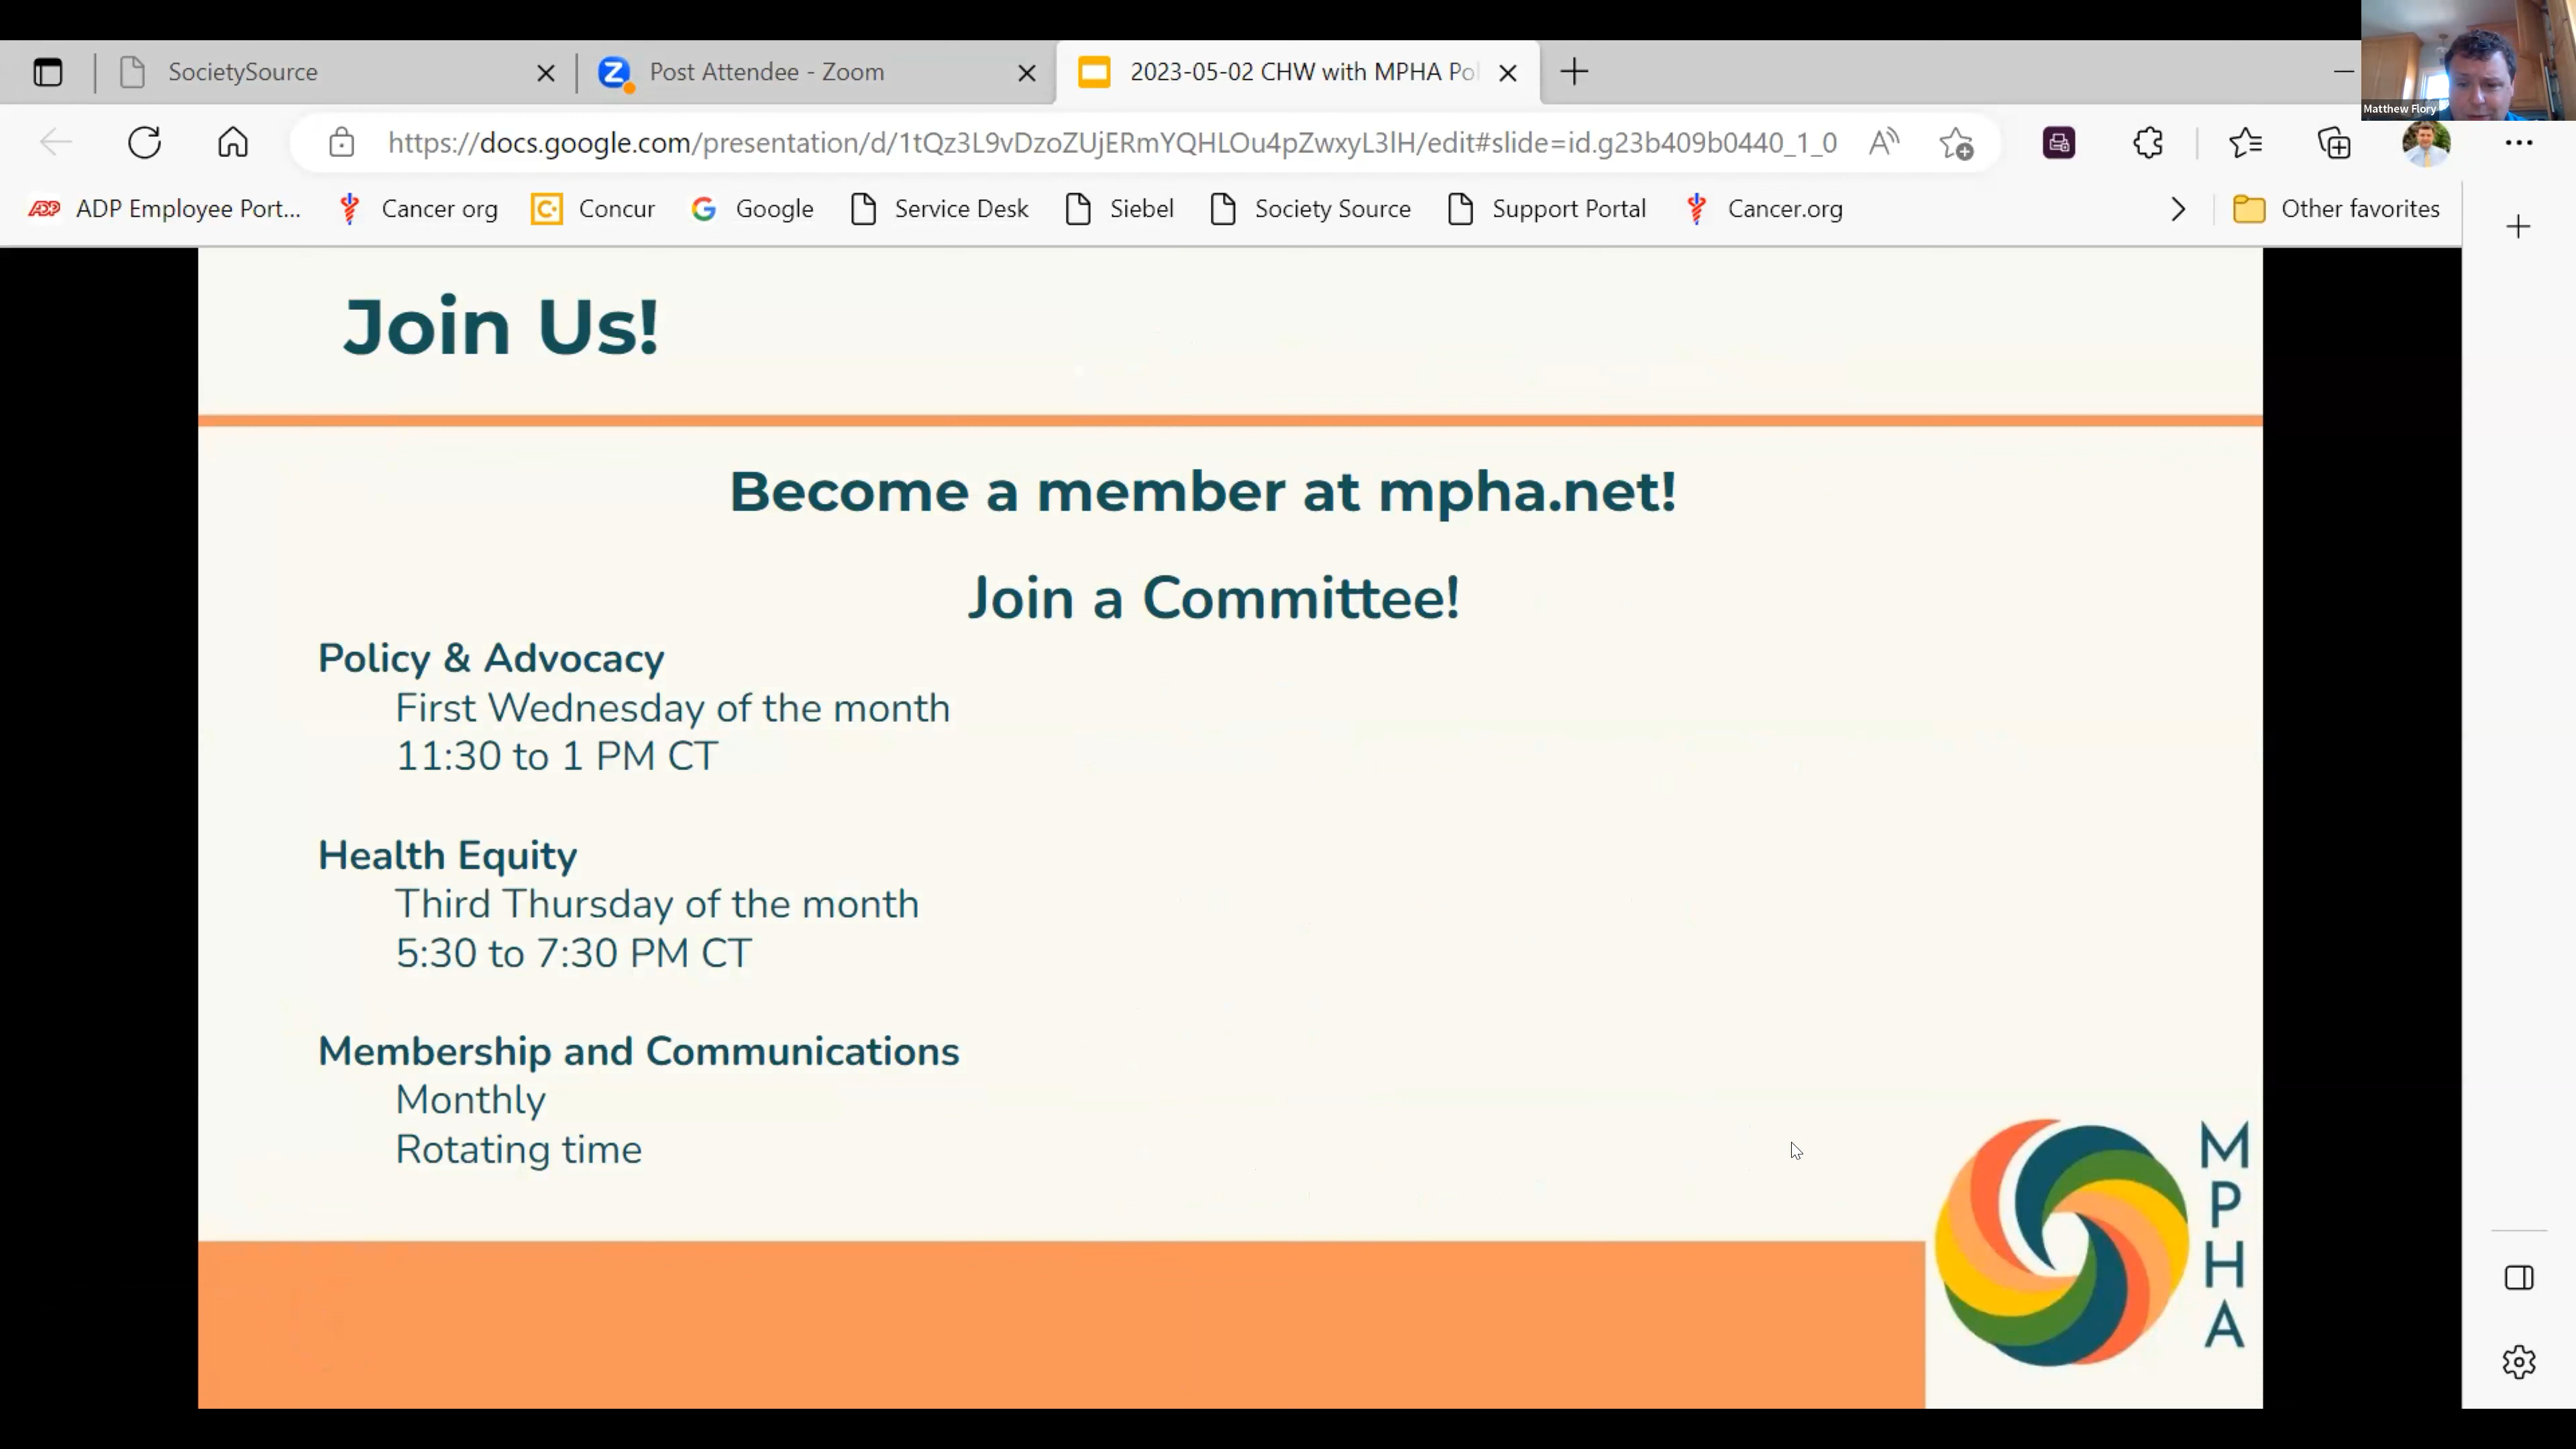 SocietySource
Post Attendee - Zoom
2023-05-02 CHW with MPHA Pol
Matthew Flory
https://docs.google.com/presentation/d/1tQz3L9vDzoZUjERmYQHLOu4pZwxyL3lH/edit#slide=id.g23b409b0440_1_0
ADP Employee Port...
Cancer org
Concur
Google
Service Desk
Siebel
Society Source
Support Portal
Cancer.org
Other favorites
Join Us!
Become a member at mpha.net!
Join a Committee!
Policy & Advocacy
First Wednesday of the month
11:30 to 1 PM CT
Health Equity
Third Thursday of the month
5:30 to 7:30 PM CT
Membership and Communications
Monthly
Rotating time
MPHA